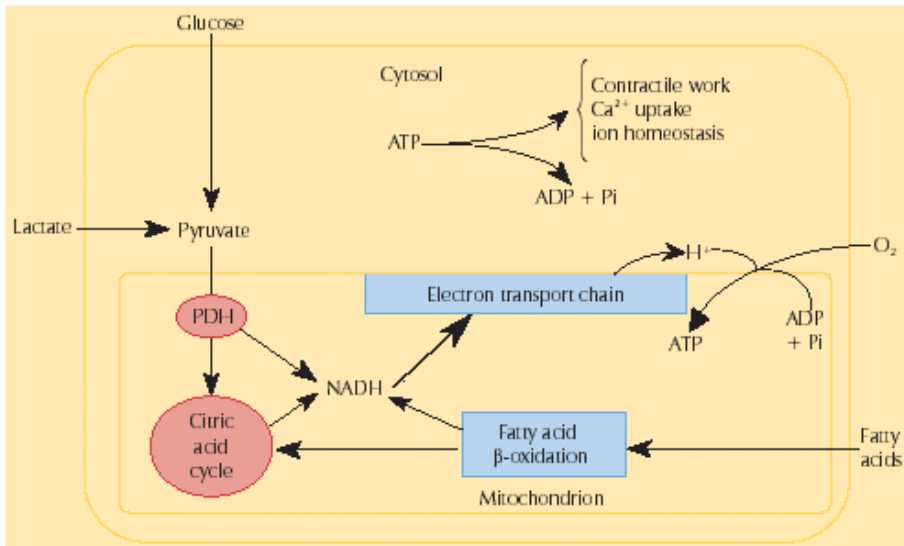 Glucose
Cytosol
Contractile work
Ca²⁺ uptake
ion homeostasis
ATP
ADP + Pi
Lactate
Pyruvate
H⁺
O₂
Electron transport chain
PDH
ATP
ADP
+ Pi
NADH
Citric
acid
cycle
Fatty acid
β-oxidation
Fatty
acids
Mitochondrion